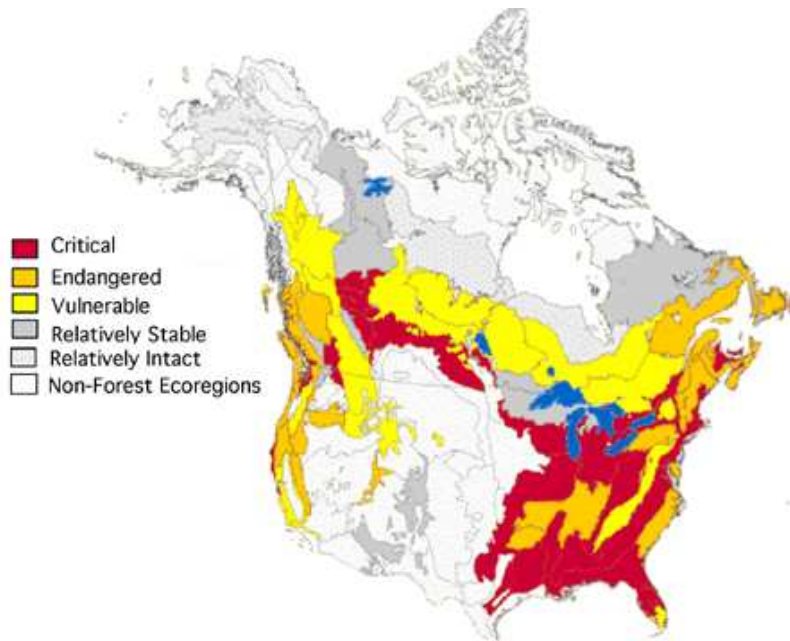 Critical
Endangered
Vulnerable
Relatively Stable
Relatively Intact
Non-Forest Ecoregions